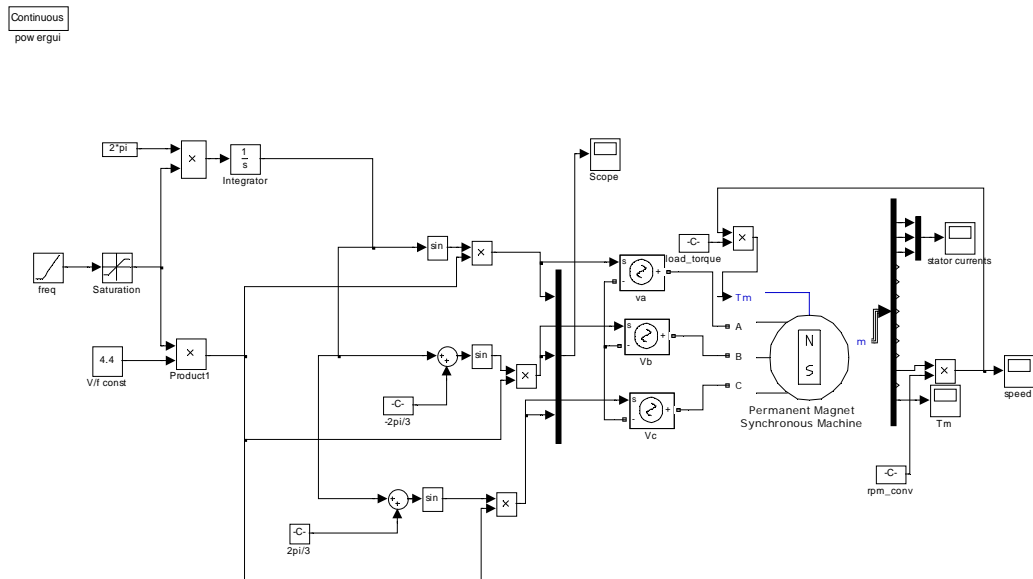 Continuous
powergui
2*pi
×
1
s
Integrator
Scope
freq
Saturation
sin
×
-C-
load_torque
×
s
-
+
va
stator currents
Tm
A
B
C
N
S
m
Permanent Magnet
Synchronous Machine
4.4
V/f const
×
Product1
+
+
sin
×
-C-
-2pi/3
s
-
+
Vb
s
-
+
Vc
×
speed
Tm
-C-
rpm_conv
+
+
sin
×
-C-
2pi/3